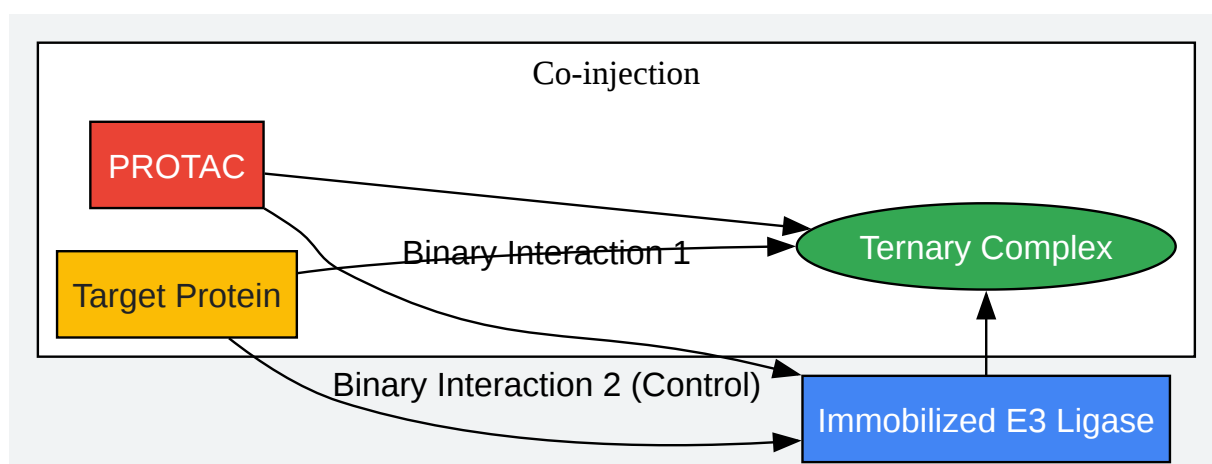 Co-injection
PROTAC
Binary Interaction 1
Ternary Complex
Target Protein
Binary Interaction 2 (Control)
Immobilized E3 Ligase